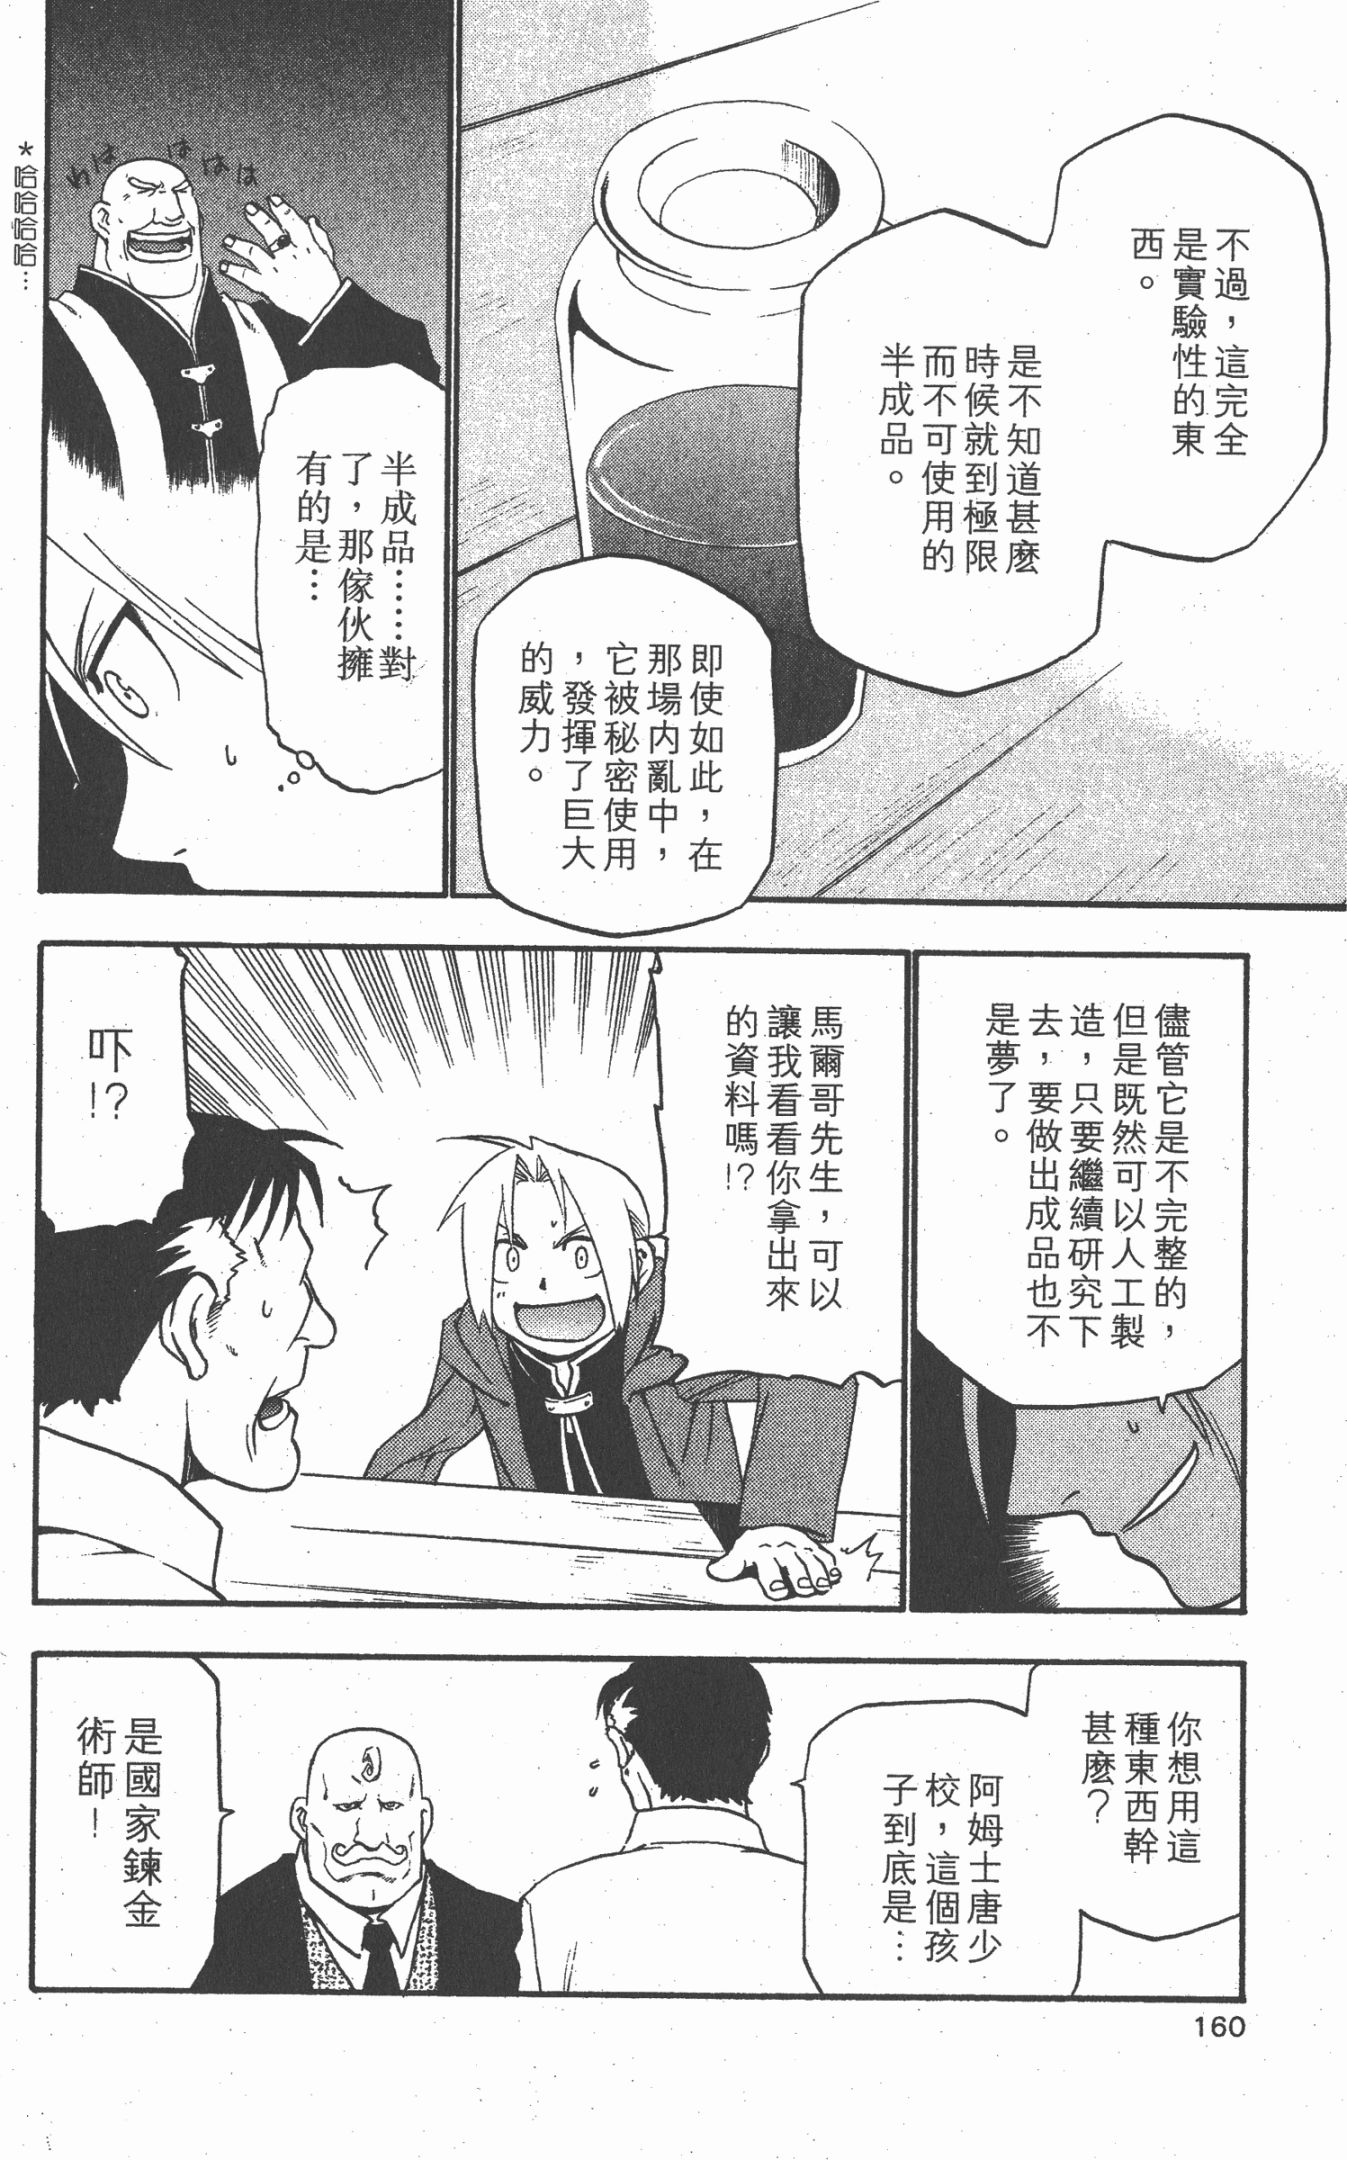 不過，這完全
是實驗性的東
西。
是不知道甚麼
時候就到極限
而不可使用的
半成品。
即使如此，在
那場內亂中，
它被秘密使用
，發揮了巨大
的威力。
わははははは
＊哈哈哈哈…
半成品……對
了，那傢伙擁
有的是…
儘管它是不完整的，
但是既然可以人工製
造，只要繼續研究下
去，要做出成品也不
是夢了。
馬爾哥先生，可以
讓我看看你拿出來
的資料嗎!?
吓
!?
你想用這
種東西幹
甚麼？
阿姆士唐少
校，這個孩
子到底是…
是國家鍊金
術師！
160